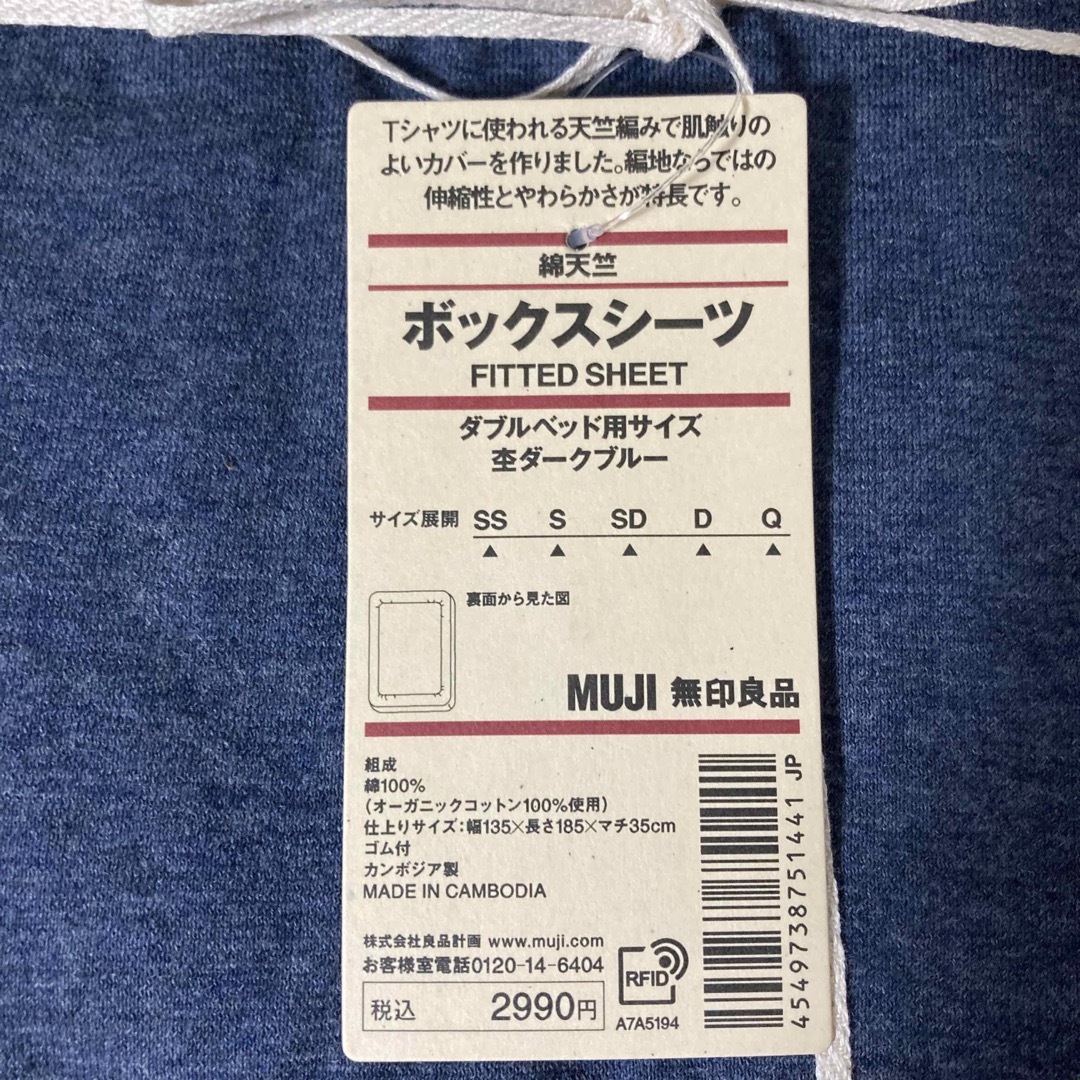 Tシャツに使われる天竺編みで肌触りの
よいカバーを作りました。編地ならではの
伸縮性とやわらかさが特長です。
綿天竺
ボックスシーツ
FITTED SHEET
ダブルベッド用サイズ
杢ダークブルー
サイズ展開 SS S SD D Q
▲ ▲ ▲ ▲ ▲
裏面から見た図
MUJI 無印良品
組成
綿100%
(オーガニックコットン100%使用)
仕上りサイズ:幅135×長さ185×マチ35cm
ゴム付
カンボジア製
MADE IN CAMBODIA
株式会社良品計画 www.muji.com
お客様室電話0120-14-6404
税込 2990円
RFID
A7A5194
4549738751441 JP